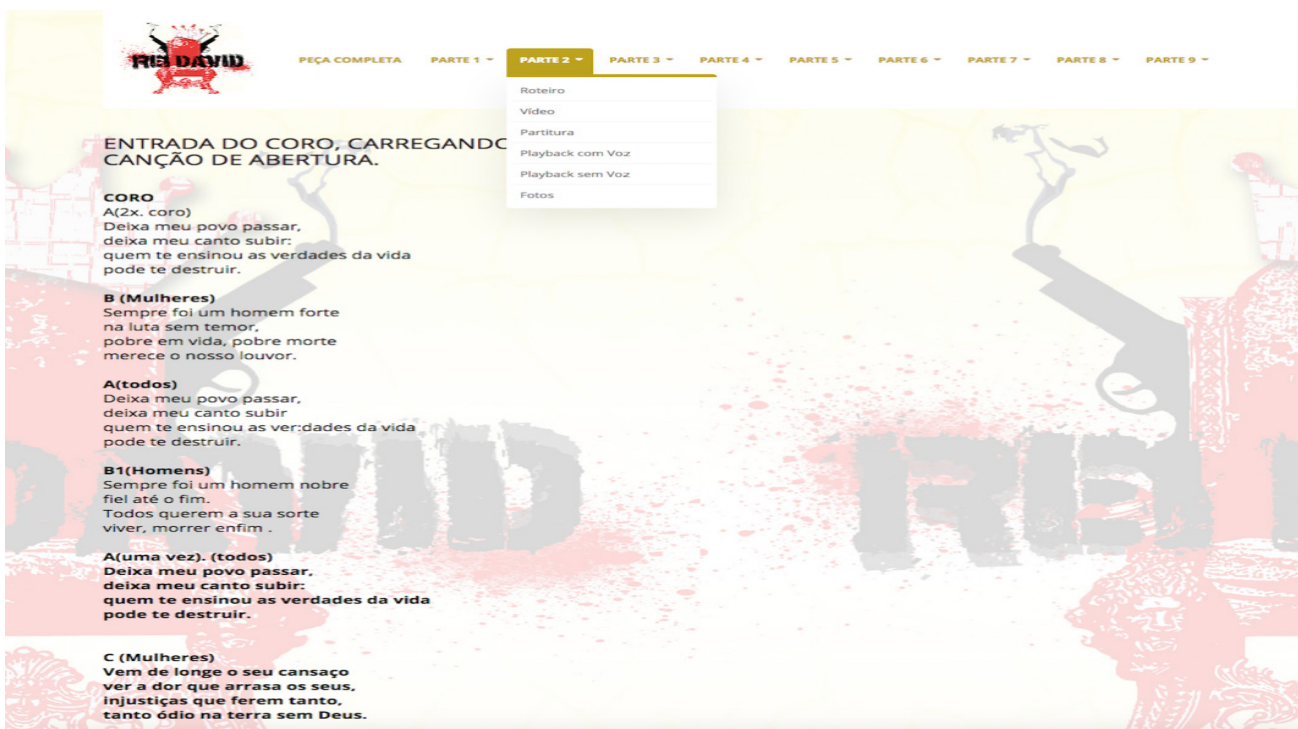 REI DAVID
PEÇA COMPLETA PARTE 1 PARTE 2 PARTE 3 PARTE 4 PARTE 5 PARTE 6 PARTE 7 PARTE 8 PARTE 9
Roteiro
Vídeo
Partitura
Playback com Voz
Playback sem Voz
Fotos
ENTRADA DO CORO, CARREGANDO
CANÇÃO DE ABERTURA.
CORO
A(2x. coro)
Deixa meu povo passar,
deixa meu canto subir:
quem te ensinou as verdades da vida
pode te destruir.
B (Mulheres)
Sempre foi um homem forte
na luta sem temor,
pobre em vida, pobre morte
merece o nosso louvor.
A(todos)
Deixa meu povo passar,
deixa meu canto subir
quem te ensinou as ver:dades da vida
pode te destruir.
B1(Homens)
Sempre foi um homem nobre
fiel até o fim.
Todos querem a sua sorte
viver, morrer enfim .
A(uma vez). (todos)
Deixa meu povo passar,
deixa meu canto subir:
quem te ensinou as verdades da vida
pode te destruir.
C (Mulheres)
Vem de longe o seu cansaço
ver a dor que arrasa os seus,
injustiças que ferem tanto,
tanto ódio na terra sem Deus.
DAVID REI D